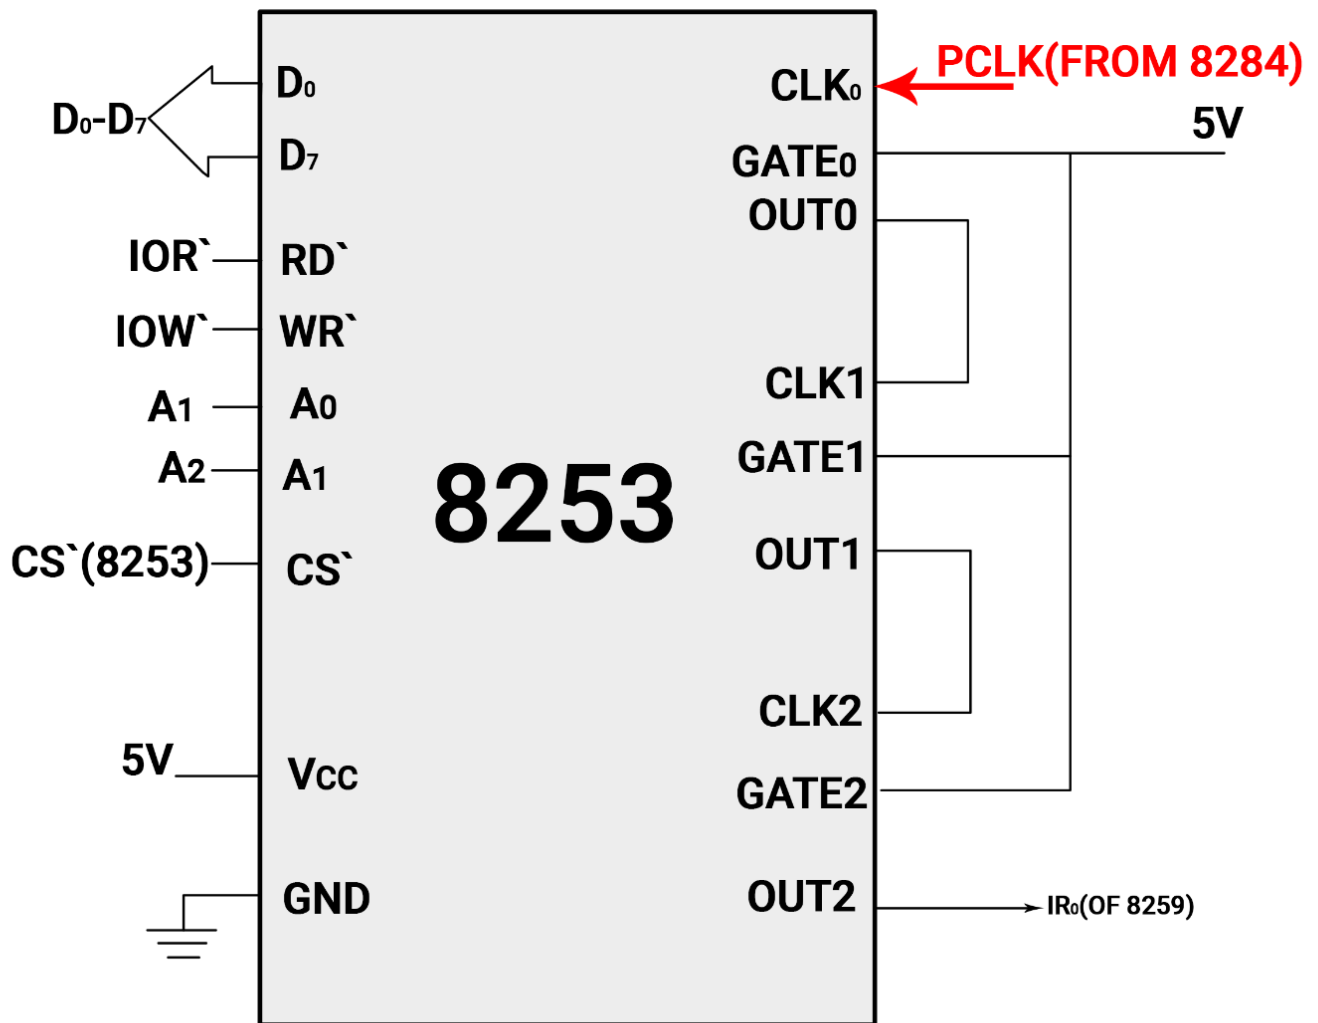 PCLK(FROM 8284)
D₀ CLK₀
5V
D₀-D₇
D₇ GATE0
OUT0
IOR` RD`
IOW` WR`
CLK1
A1 A0
GATE1
A2 A1
8253
OUT1
CS`(8253) CS`
CLK2
5V VCC
GATE2
GND OUT2
IR₀(OF 8259)